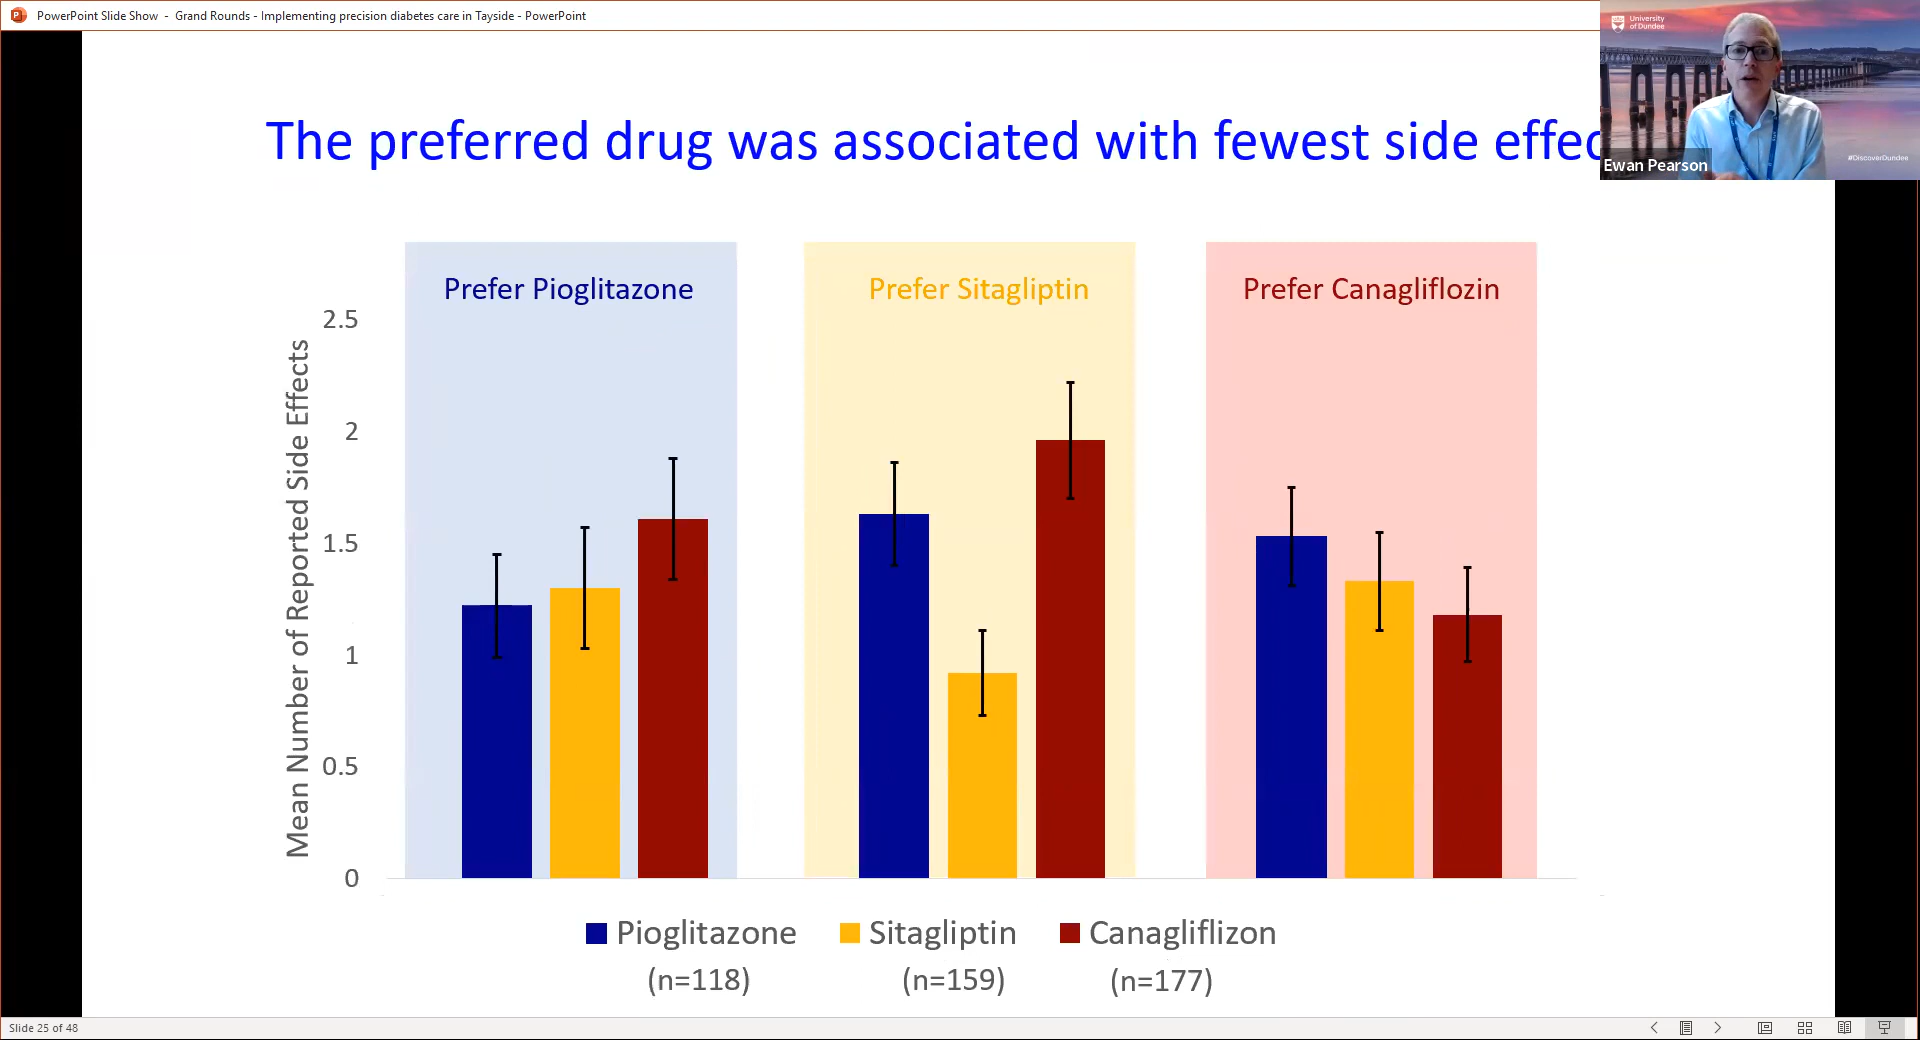 PowerPoint Slide Show - Grand Rounds - Implementing precision diabetes care in Tayside - PowerPoint
University
of Dundee
#DiscoverDundee
Ewan Pearson
The preferred drug was associated with fewest side effec
Prefer Pioglitazone
Prefer Sitagliptin
Prefer Canagliflozin
Mean Number of Reported Side Effects
2.5
2
1.5
1
0.5
0
Pioglitazone
Sitagliptin
Canagliflizon
(n=118)
(n=159)
(n=177)
Slide 25 of 48